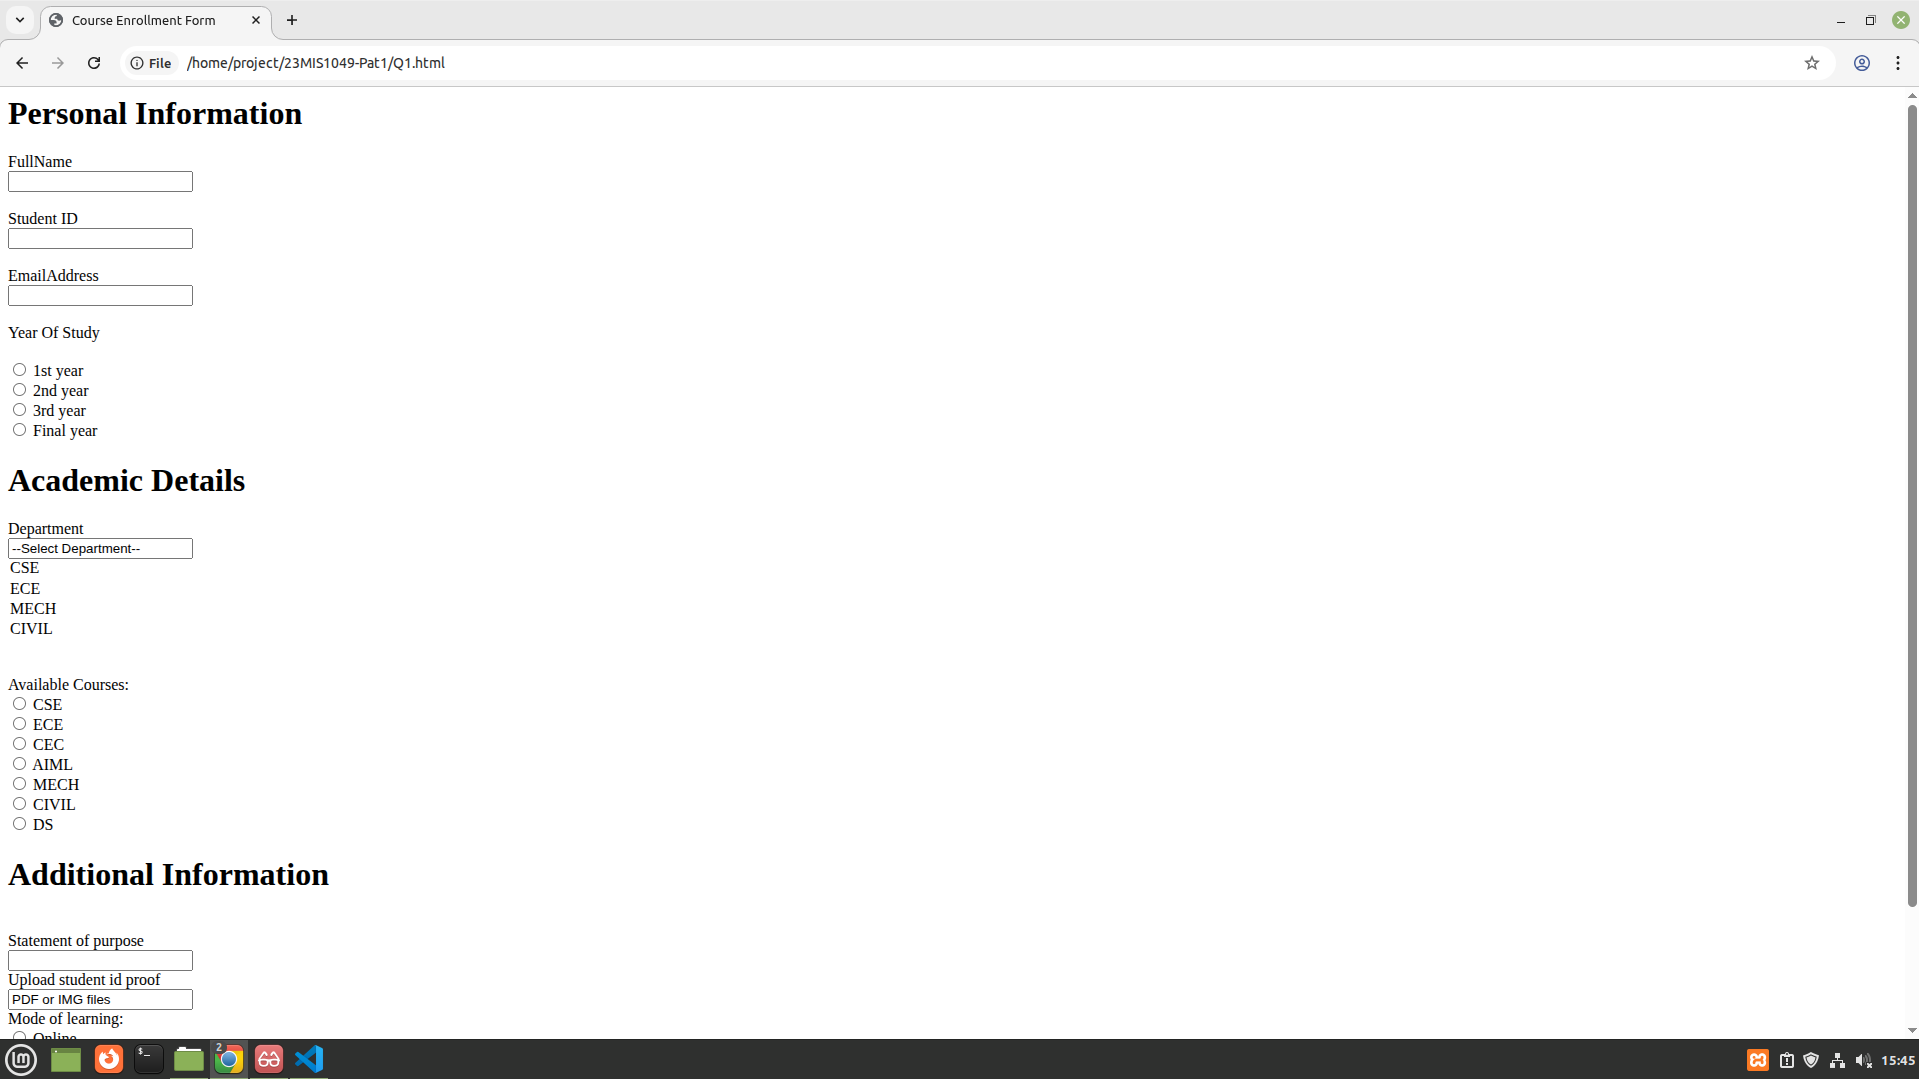 Course Enrollment Form
File /home/project/23MIS1049-Pat1/Q1.html
Personal Information
FullName
Student ID
EmailAddress
Year Of Study
1st year
2nd year
3rd year
Final year
Academic Details
Department
--Select Department--
CSE
ECE
MECH
CIVIL
Available Courses:
CSE
ECE
CEC
AIML
MECH
CIVIL
DS
Additional Information
Statement of purpose
Upload student id proof
PDF or IMG files
Mode of learning:
Online
$_
2
15:45